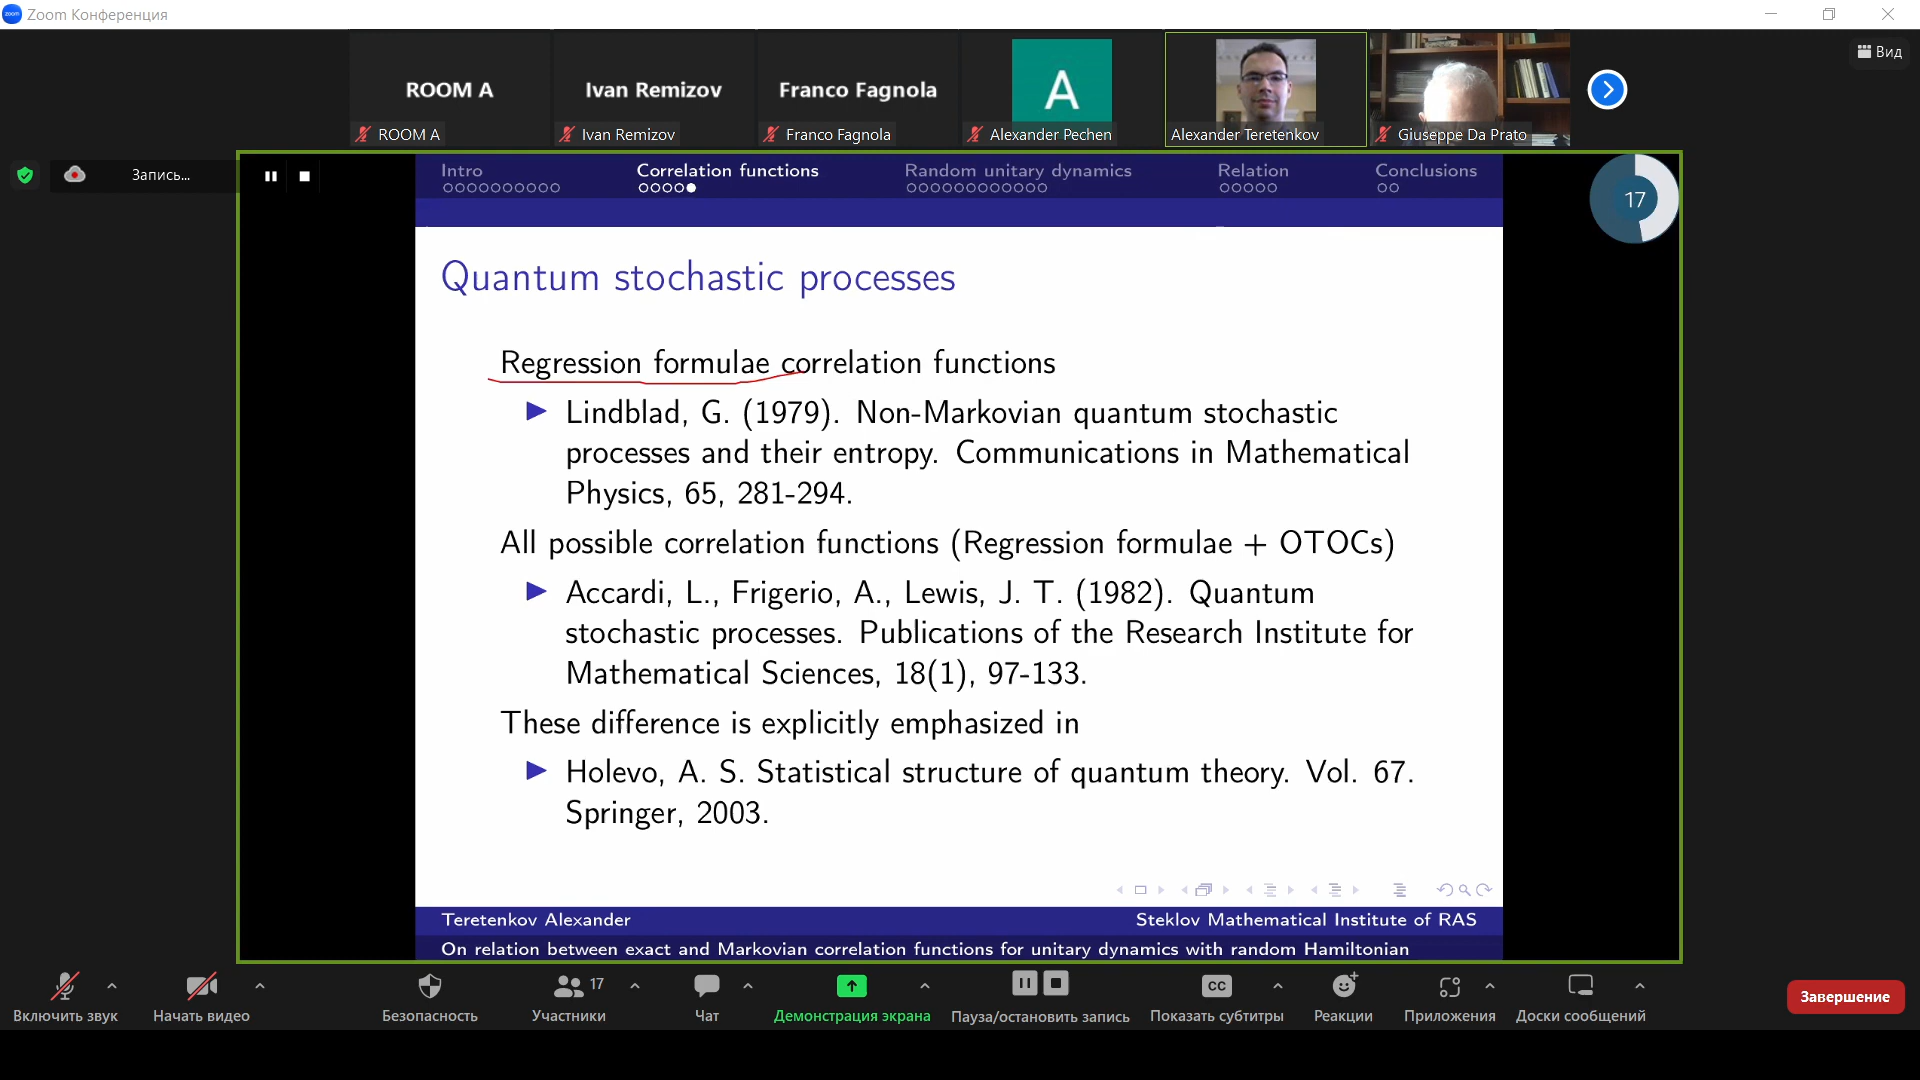 zoom Zoom Конференция
ROOM A
Ivan Remizov
Franco Fagnola
A
Вид
ROOM A
Ivan Remizov
Franco Fagnola
Alexander Pechen
Alexander Teretenkov
Giuseppe Da Prato
Запись...
Intro
Correlation functions
Random unitary dynamics
Relation
Conclusions
17
Quantum stochastic processes
Regression formulae correlation functions
Lindblad, G. (1979). Non-Markovian quantum stochastic
processes and their entropy. Communications in Mathematical
Physics, 65, 281-294.
All possible correlation functions (Regression formulae + OTOCs)
Accardi, L., Frigerio, A., Lewis, J. T. (1982). Quantum
stochastic processes. Publications of the Research Institute for
Mathematical Sciences, 18(1), 97-133.
These difference is explicitly emphasized in
Holevo, A. S. Statistical structure of quantum theory. Vol. 67.
Springer, 2003.
Teretenkov Alexander
Steklov Mathematical Institute of RAS
On relation between exact and Markovian correlation functions for unitary dynamics with random Hamiltonian
17
CC
Включить звук
Начать видео
Безопасность
Участники
Чат
Демонстрация экрана
Пауза/остановить запись
Показать субтитры
Реакции
Приложения
Доски сообщений
Завершение